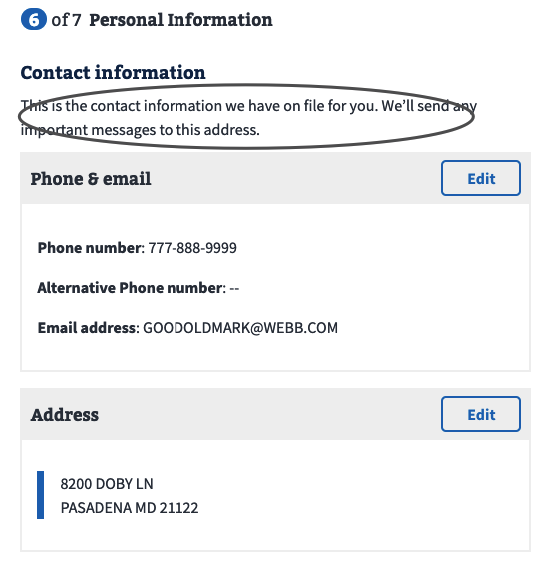 6 of 7 Personal Information
Contact information
This is the contact information we have on file for you. We'll send any
important messages to this address.
Phone & email
Edit
Phone number: 777-888-9999
Alternative Phone number: --
Email address: GOODOLDMARK@WEBB.COM
Address
Edit
8200 DOBY LN
PASADENA MD 21122